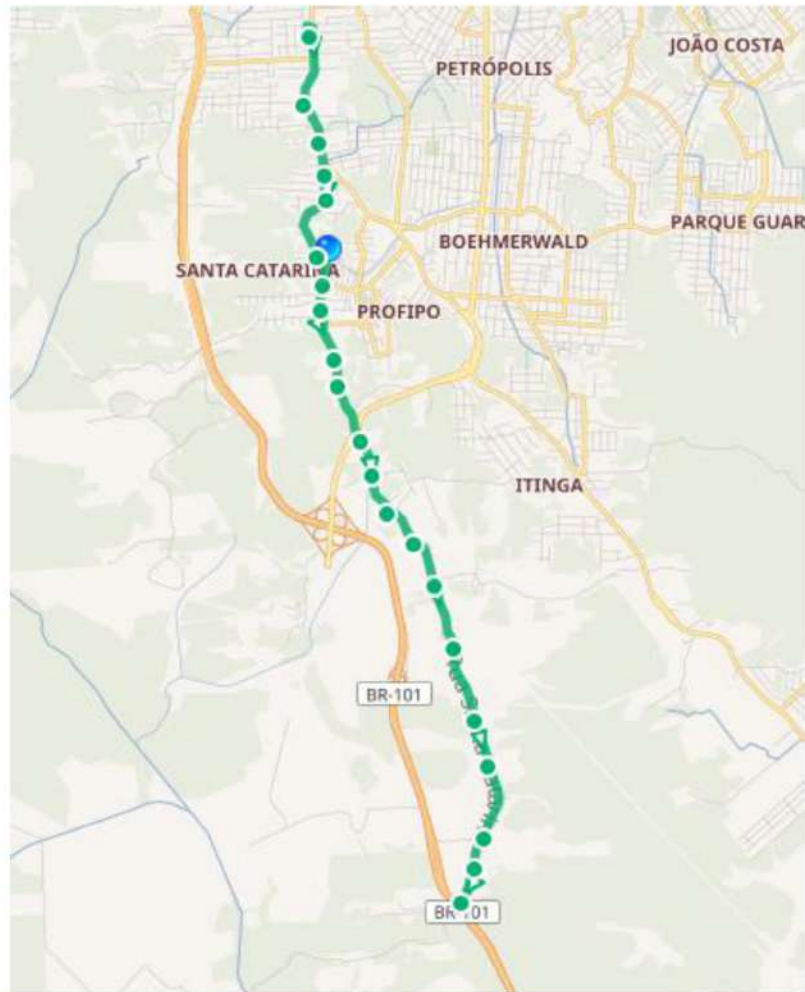 JOÃO COSTA
PETRÓPOLIS
PARQUE GUAR
BOEHMERWALD
SANTA CATARINA
PROFIPO
ITINGA
BR-101
BR-101